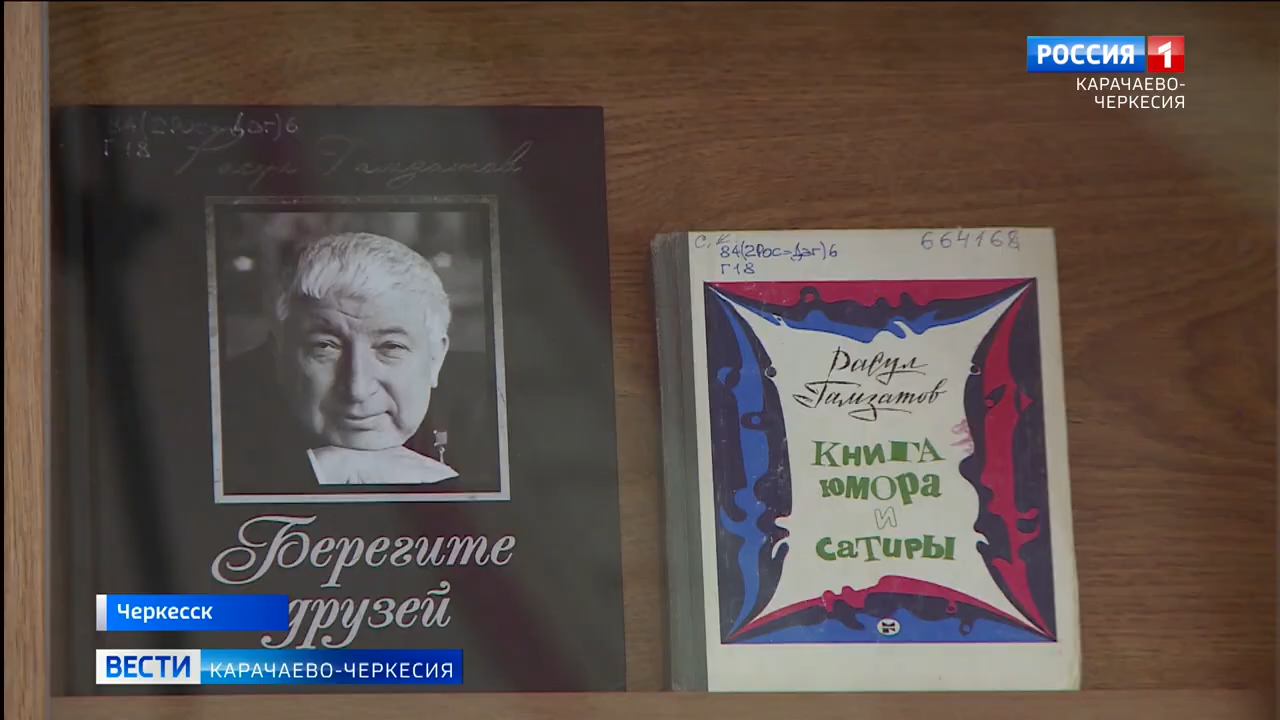 РОССИЯ 1
КАРАЧАЕВО-
ЧЕРКЕСИЯ
84(2Рос=Даг)6
Г18
Расул Гамзатов
Берегите
друзей
С.К.
664168
84(2Рос=Дэг)6
Г18
Расул
Гамзатов
КНИГА
ЮМОРА
И
САТИРЫ
Черкесск
ВЕСТИ КАРАЧАЕВО-ЧЕРКЕСИЯ